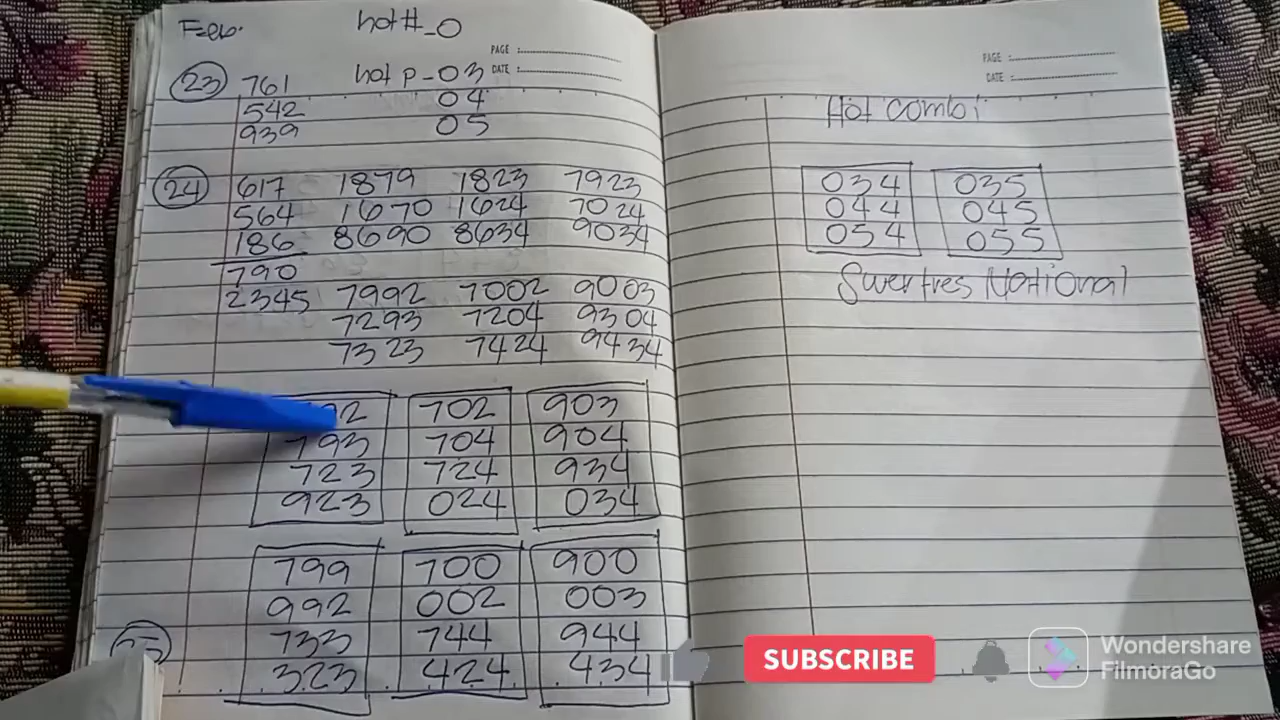 Feb. hot #_0
PAGE :
DATE :
23 761 hot p_03
542 04
939 05
24 617 1879 1823 7923
564 1670 1624 7024
186 8690 8634 9034
790
2345 7992 7002 9003
7293 7204 9304
7323 7424 9434
92 702 903
793 704 904
723 724 934
923 024 034
799 700 900
992 002 003
733 744 944
323 424 434
PAGE :
DATE :
Hot combi
034 035
044 045
054 055
Swertres National
SUBSCRIBE
Wondershare
FilmoraGo